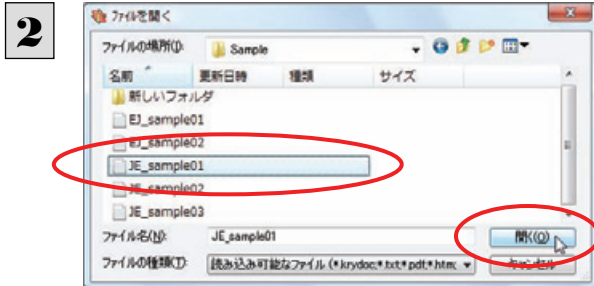 2
ファイルを開く
ファイルの場所(I): Sample
名前 更新日時 種類 サイズ
新しいフォルダ
EJ_sample01
EJ_sample02
JE_sample01
JE_sample02
JE_sample03
ファイル名(N): JE_sample01 開く(O)
ファイルの種類(T): 読み込み可能なファイル (*.krydoc;*.txt;*.pdf;*.htm; キャンセル